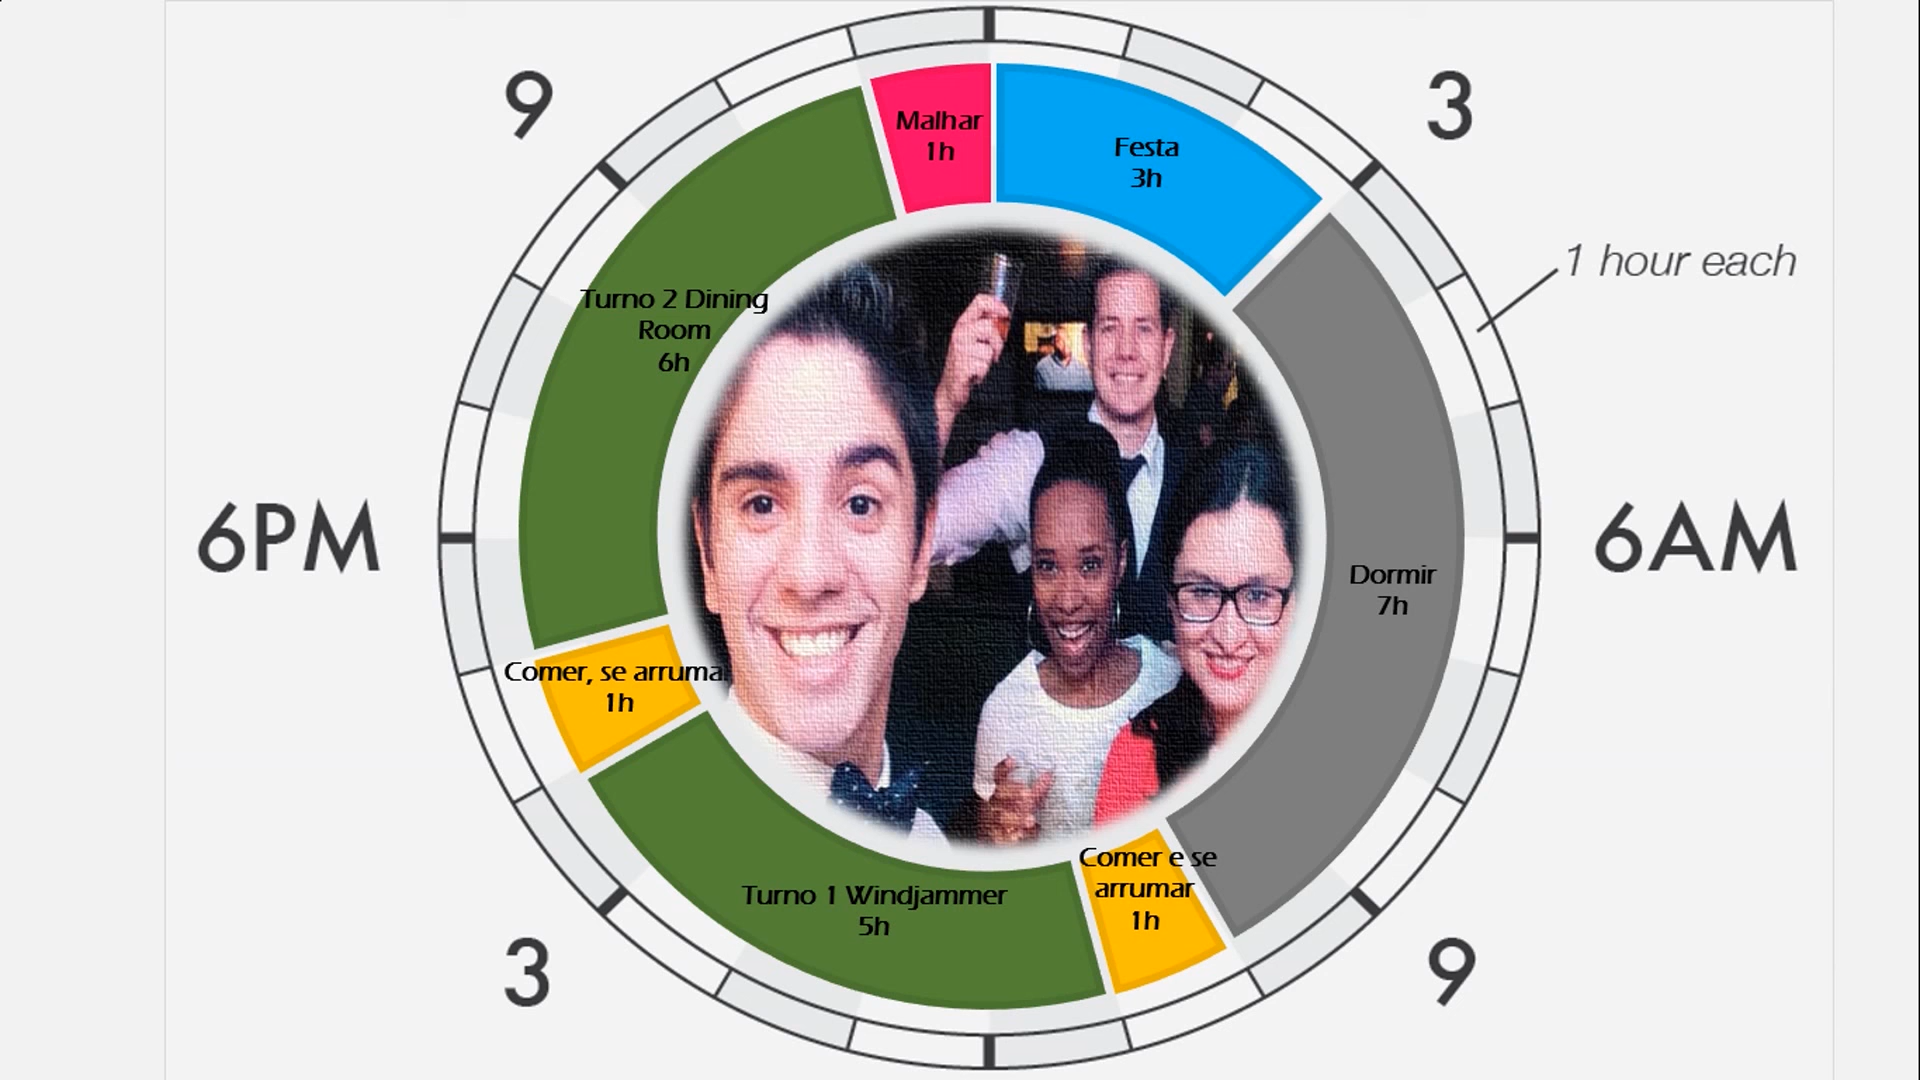 9
3
Malhar
1h
Festa
3h
1 hour each
Turno 2 Dining
Room
6h
6PM
6AM
Dormir
7h
Comer, se arruma
1h
Comer e se
arrumar
1h
Turno 1 Windjammer
5h
3
9